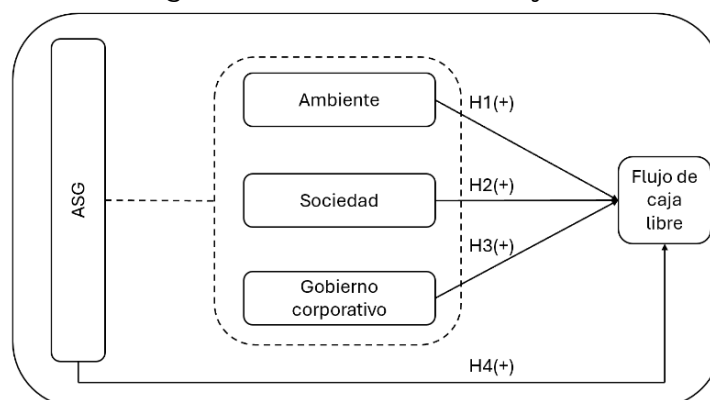 ASG
Ambiente
H1(+)
Sociedad
H2(+)
Flujo de
caja
libre
H3(+)
Gobierno
corporativo
H4(+)